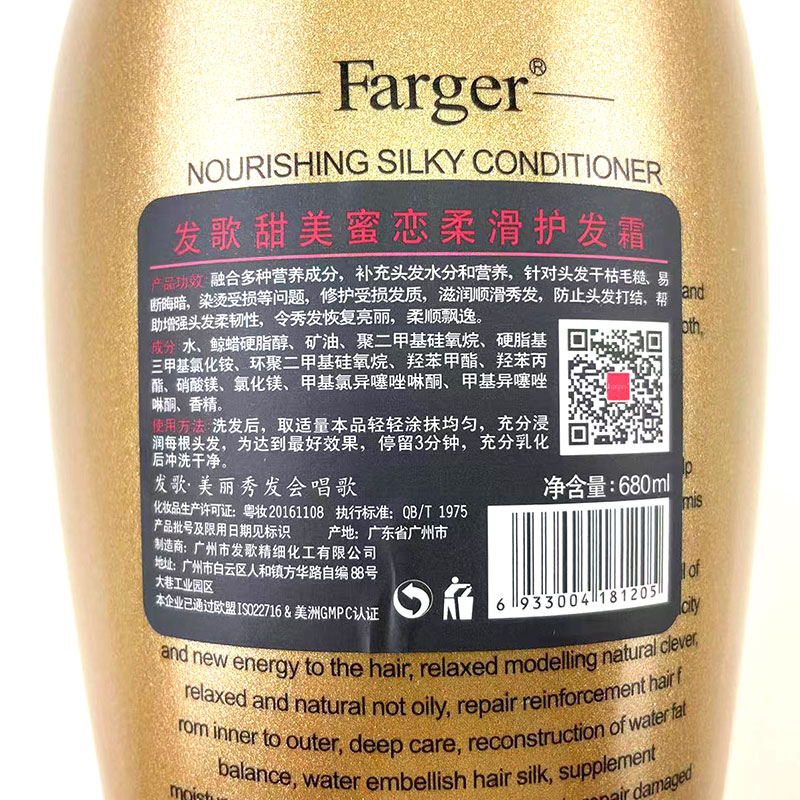 Farger®
NOURISHING SILKY CONDITIONER
发歌甜美蜜恋柔滑护发霜
产品功效:融合多种营养成分，补充头发水分和营养，针对头发干枯毛糙、易
断晦暗，染烫受损等问题，修护受损发质，滋润顺滑秀发，防止头发打结，帮
助增强头发柔韧性，令秀发恢复亮丽，柔顺飘逸。
成分:水、鲸蜡硬脂醇、矿油、聚二甲基硅氧烷、硬脂基
三甲基氯化铵、环聚二甲基硅氧烷、羟苯甲酯、羟苯丙
酯、硝酸镁、氯化镁、甲基氯异噻唑啉酮、甲基异噻唑
啉酮、香精。
使用方法:洗发后，取适量本品轻轻涂抹均匀，充分浸
润每根头发，为达到最好效果，停留3分钟，充分乳化
后冲洗干净。
发歌·美丽秀发会唱歌
净含量:680ml
化妆品生产许可证: 粤妆20161108 执行标准: QB/T 1975
产品批号及限用日期见标识 产地: 广东省广州市
制造商: 广州市发歌精细化工有限公司
地址: 广州市白云区人和镇方华路自编88号
大巷工业园区
本企业已通过欧盟ISO22716 & 美洲GMPC认证
6 933004 181205
Farger
and
oth,
lp
mis
l of
city
and new energy to the hair, relaxed modelling natural clever,
relaxed and natural not oily, repair reinforcement hair f
rom inner to outer, deep care, reconstruction of water fat
balance, water embellish hair silk, supplement
pair damaged